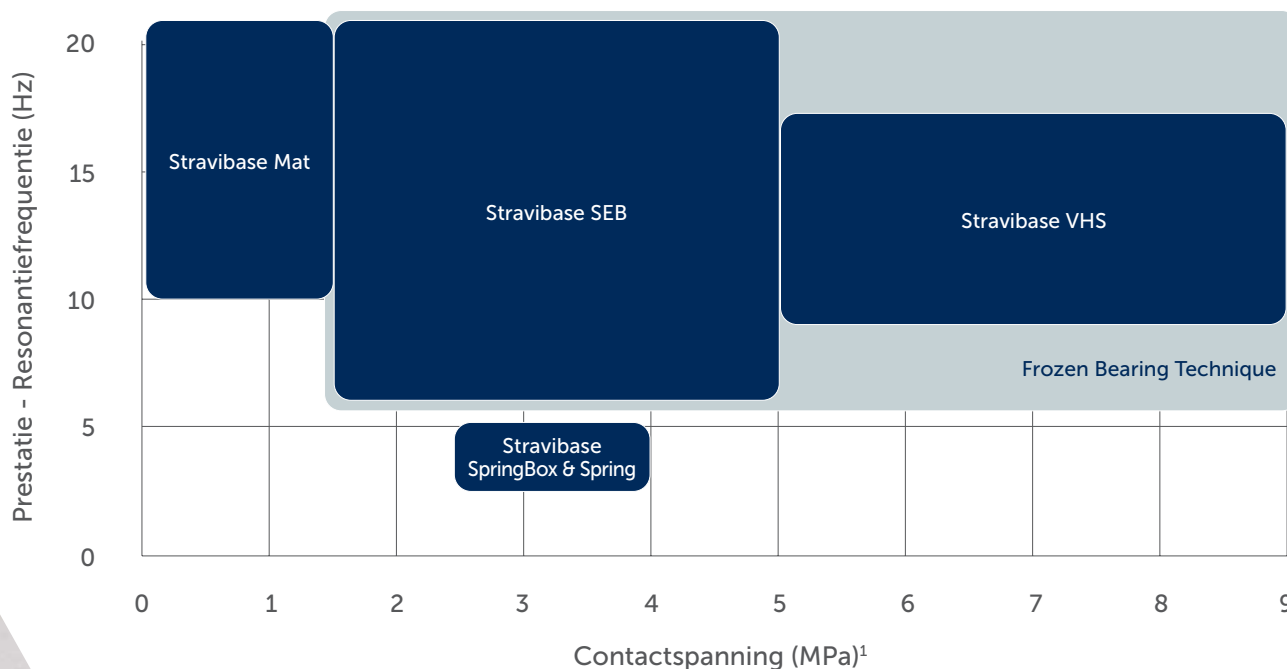 Prestatie - Resonantiefrequentie (Hz)
20
15
10
5
0
Stravibase Mat
Stravibase SEB
Stravibase VHS
Frozen Bearing Technique
Stravibase
SpringBox & Spring
0 1 2 3 4 5 6 7 8 9
Contactspanning (MPa)¹